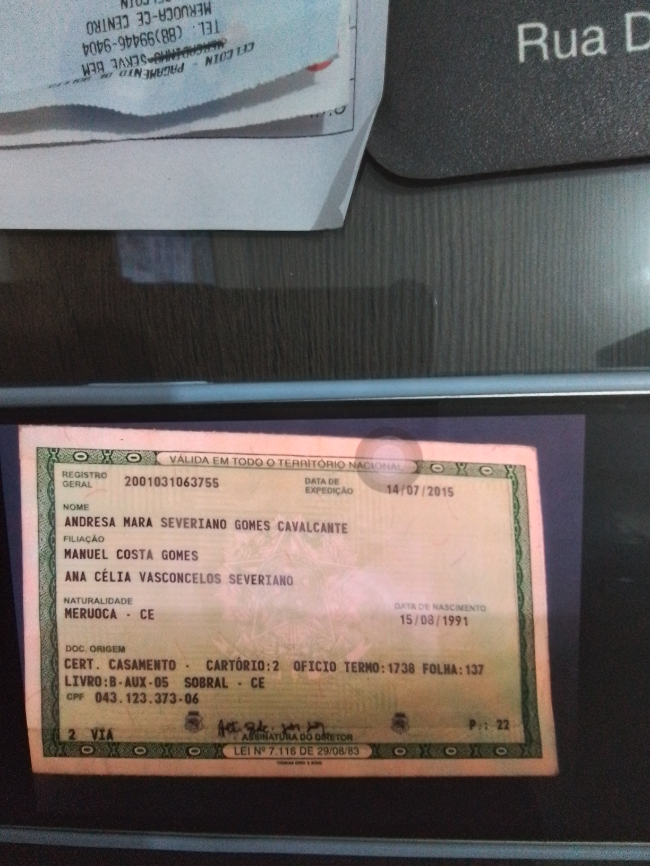 CELCOIN - PAGAMENTO DE
MERCADINHO SERVE BEM
TEL. (88)99446-9404
MERUOCA-CE CENTRO
Rua D
VÁLIDA EM TODO O TERRITÓRIO NACIONAL
REGISTRO GERAL 2001031063755 DATA DE EXPEDIÇÃO 14/07/2015
NOME
ANDRESA MARA SEVERIANO GOMES CAVALCANTE
FILIAÇÃO
MANUEL COSTA GOMES
ANA CÉLIA VASCONCELOS SEVERIANO
NATURALIDADE DATA DE NASCIMENTO
MERUOCA - CE 15/08/1991
DOC. ORIGEM
CERT. CASAMENTO - CARTÓRIO:2 OFICIO TERMO:1738 FOLHA:137
LIVRO:B-AUX-05 SOBRAL - CE
CPF 043.123.373-06
2 VIA ASSINATURA DO DIRETOR P.: 22
LEI Nº 7.116 DE 29/08/83